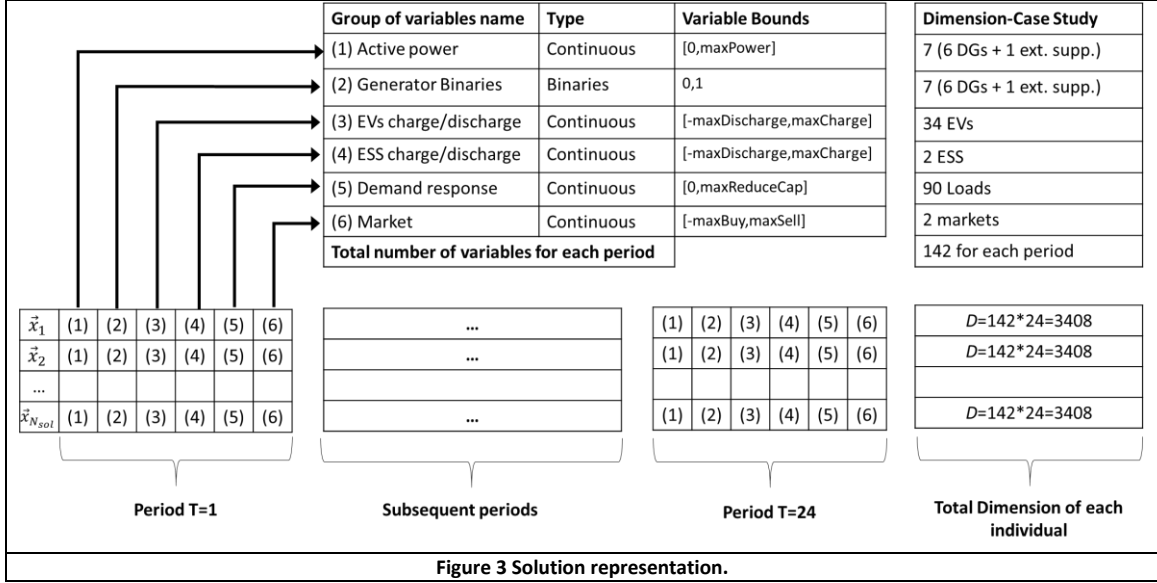 Group of variables name Type Variable Bounds Dimension-Case Study
(1) Active power Continuous [0,maxPower] 7 (6 DGs + 1 ext. supp.)
(2) Generator Binaries Binaries 0,1 7 (6 DGs + 1 ext. supp.)
(3) EVs charge/discharge Continuous [-maxDischarge,maxCharge] 34 EVs
(4) ESS charge/discharge Continuous [-maxDischarge,maxCharge] 2 ESS
(5) Demand response Continuous [0,maxReduceCap] 90 Loads
(6) Market Continuous [-maxBuy,maxSell] 2 markets
Total number of variables for each period 142 for each period
x⃗₁ (1) (2) (3) (4) (5) (6) ... (1) (2) (3) (4) (5) (6) D=142*24=3408
x⃗₂ (1) (2) (3) (4) (5) (6) ... (1) (2) (3) (4) (5) (6) D=142*24=3408
...
x⃗_{N_{sol}} (1) (2) (3) (4) (5) (6) ... (1) (2) (3) (4) (5) (6) D=142*24=3408
Period T=1 Subsequent periods Period T=24 Total Dimension of each
individual
Figure 3 Solution representation.